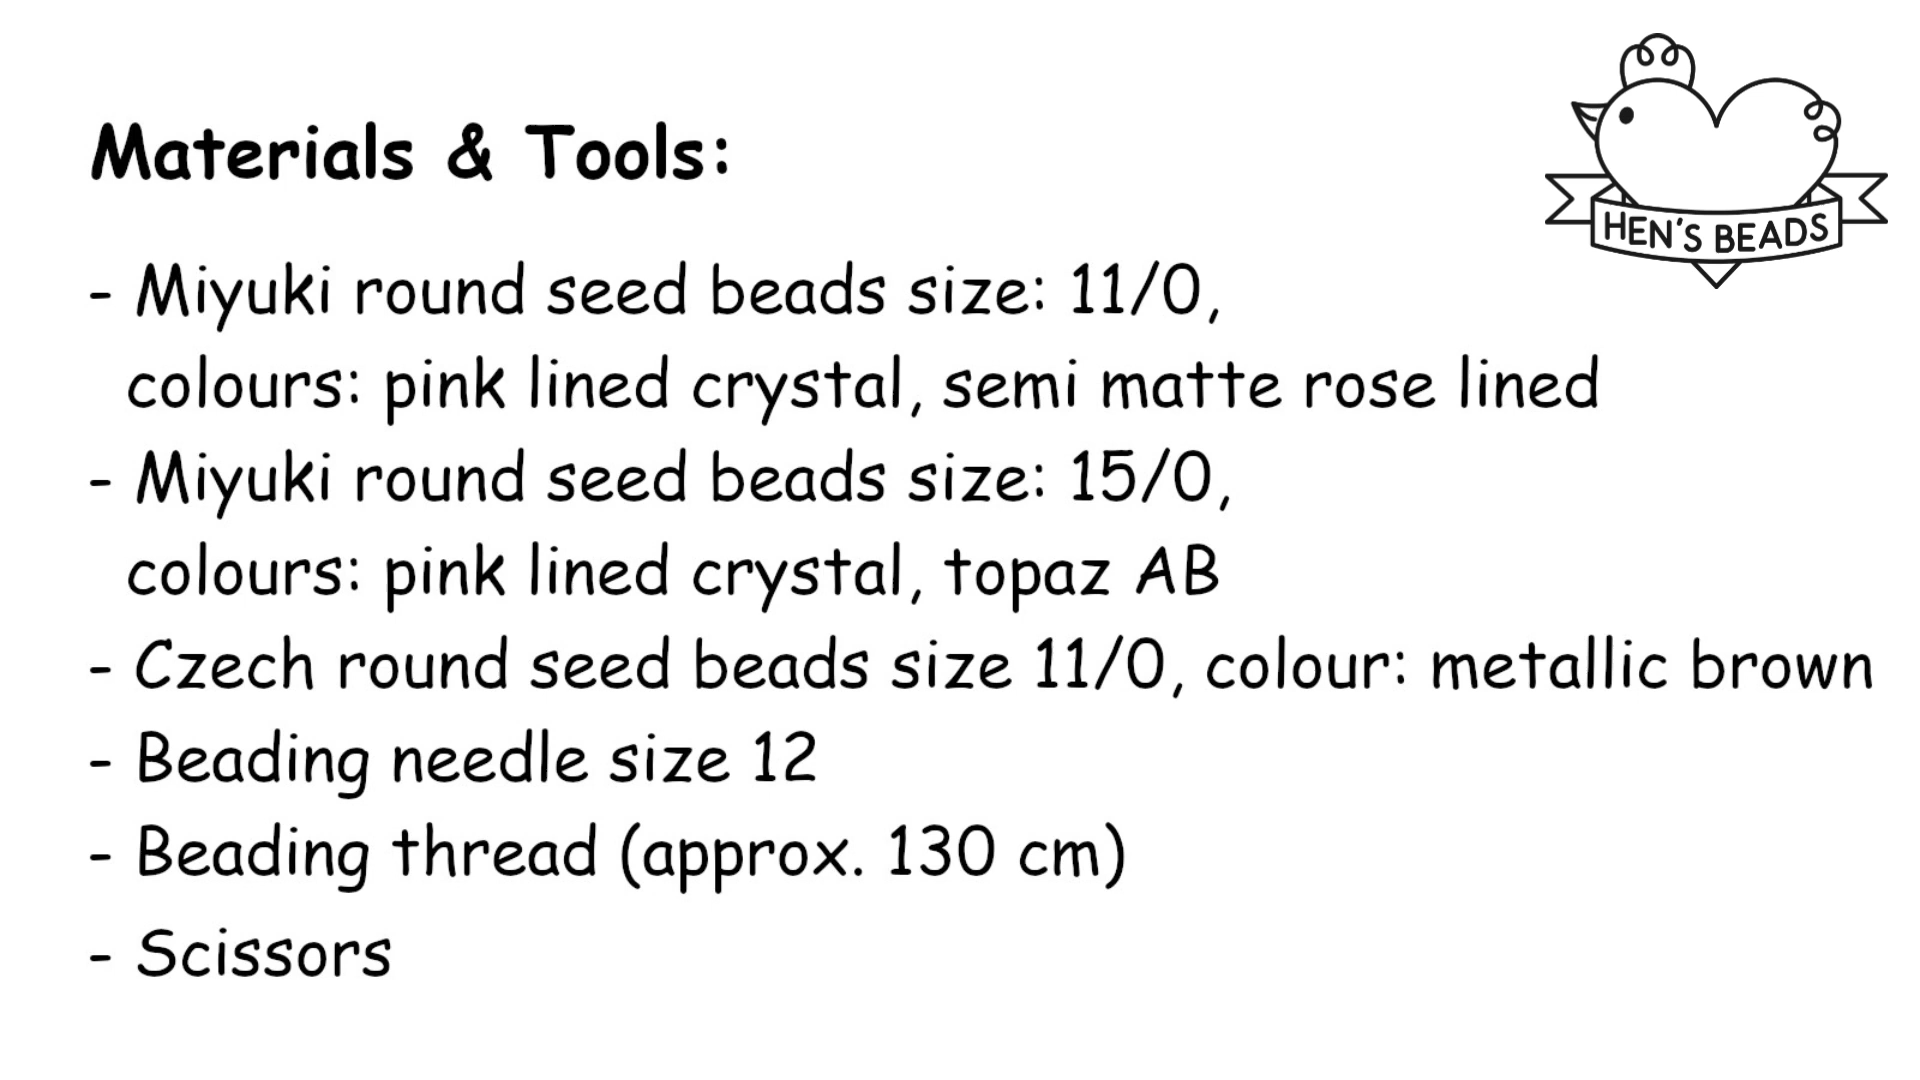 HEN'S BEADS
Materials & Tools:
- Miyuki round seed beads size: 11/0,
colours: pink lined crystal, semi matte rose lined
- Miyuki round seed beads size: 15/0,
colours: pink lined crystal, topaz AB
- Czech round seed beads size 11/0, colour: metallic brown
- Beading needle size 12
- Beading thread (approx. 130 cm)
- Scissors